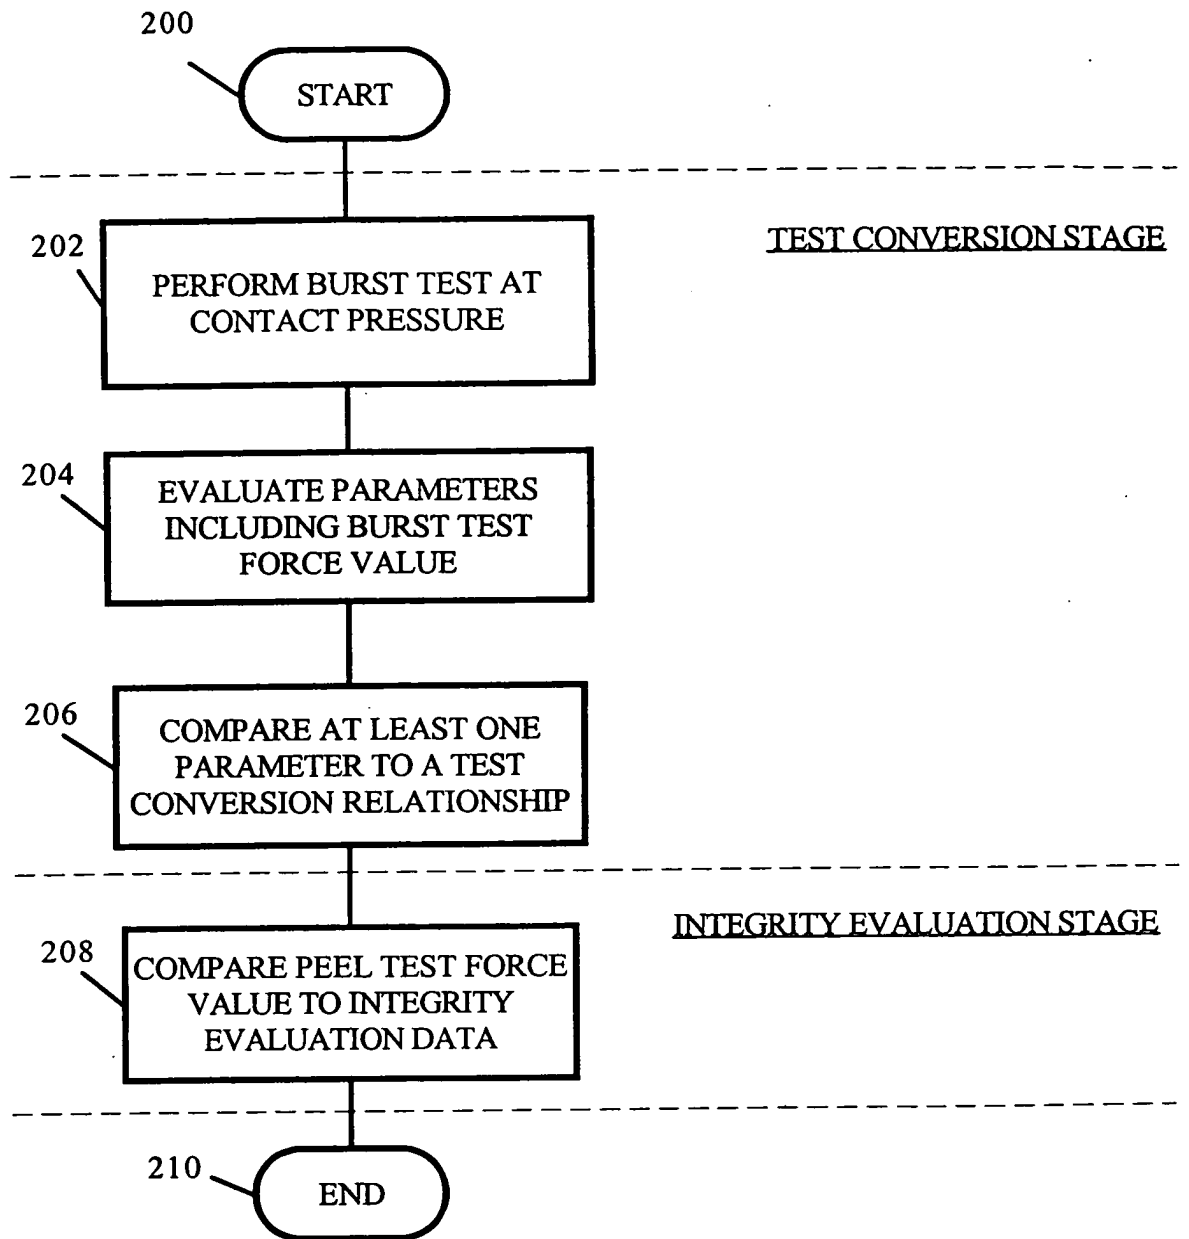 200
START
202
TEST CONVERSION STAGE
PERFORM BURST TEST AT
CONTACT PRESSURE
204
EVALUATE PARAMETERS
INCLUDING BURST TEST
FORCE VALUE
206
COMPARE AT LEAST ONE
PARAMETER TO A TEST
CONVERSION RELATIONSHIP
INTEGRITY EVALUATION STAGE
208
COMPARE PEEL TEST FORCE
VALUE TO INTEGRITY
EVALUATION DATA
210
END